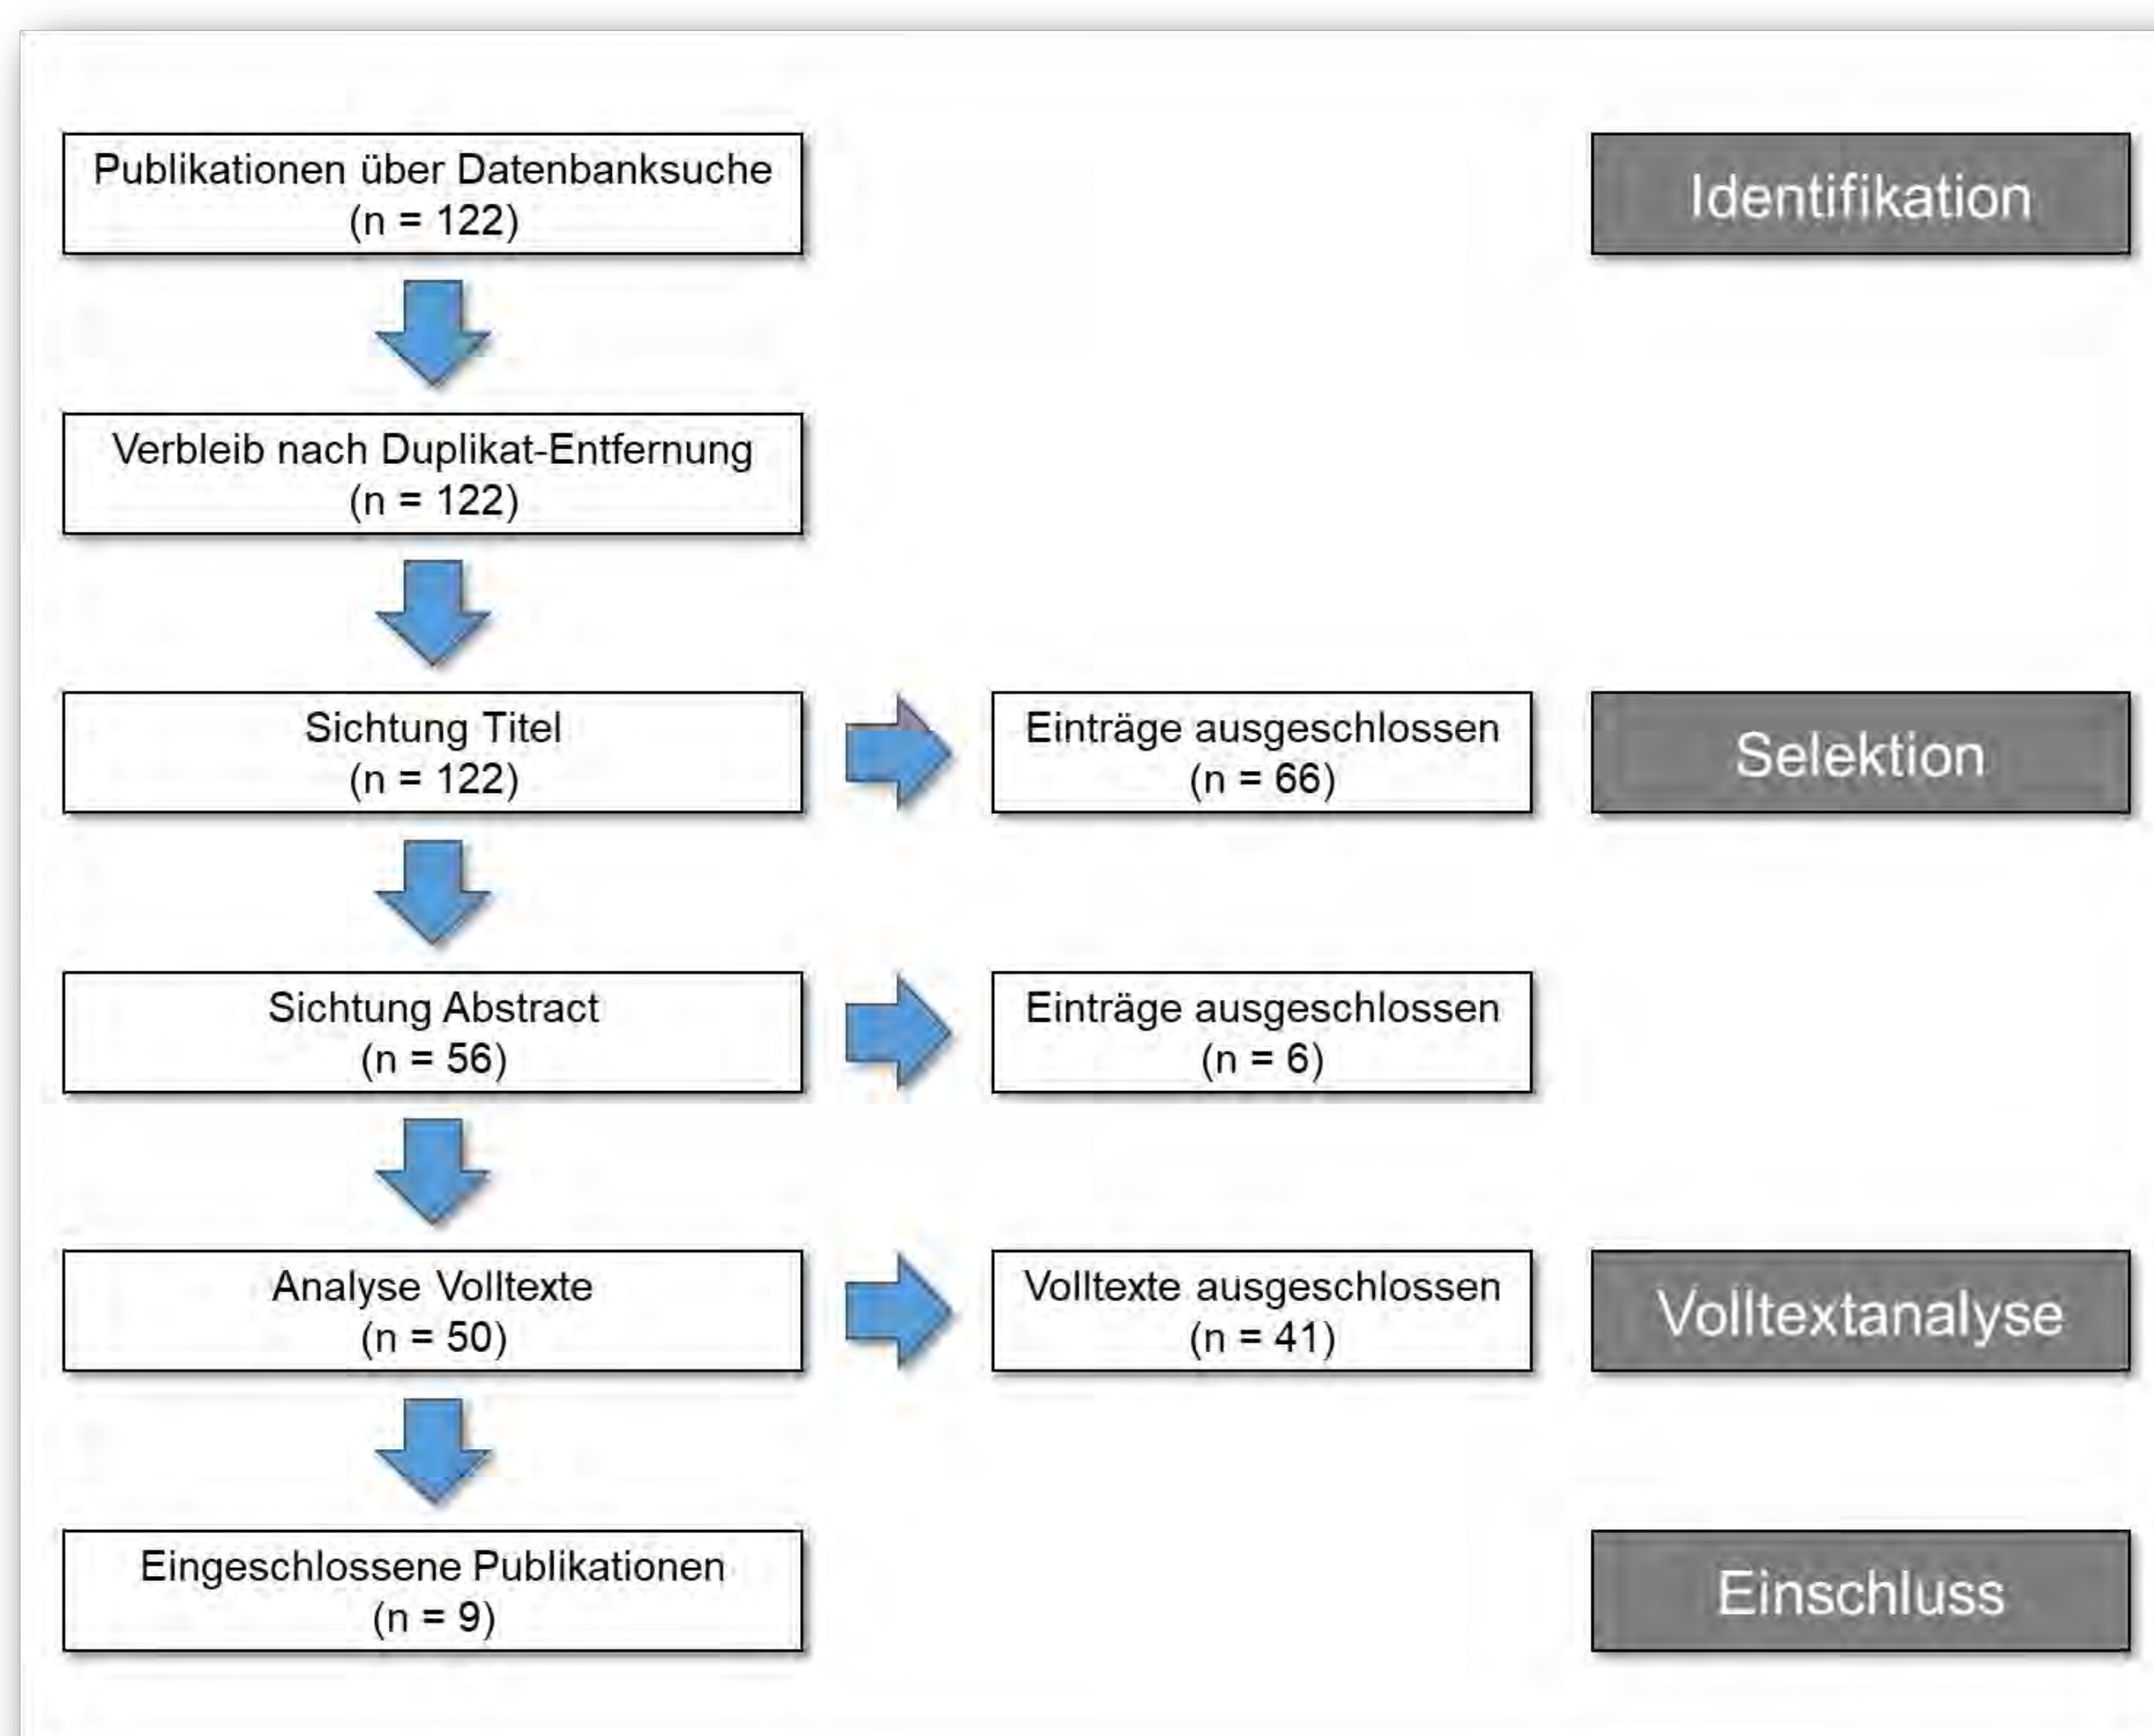 Publikationen über Datenbanksuche
(n = 122)
Identifikation
Verbleib nach Duplikat-Entfernung
(n = 122)
Sichtung Titel
(n = 122)
Einträge ausgeschlossen
(n = 66)
Selektion
Sichtung Abstract
(n = 56)
Einträge ausgeschlossen
(n = 6)
Analyse Volltexte
(n = 50)
Volltexte ausgeschlossen
(n = 41)
Volltextanalyse
Eingeschlossene Publikationen
(n = 9)
Einschluss